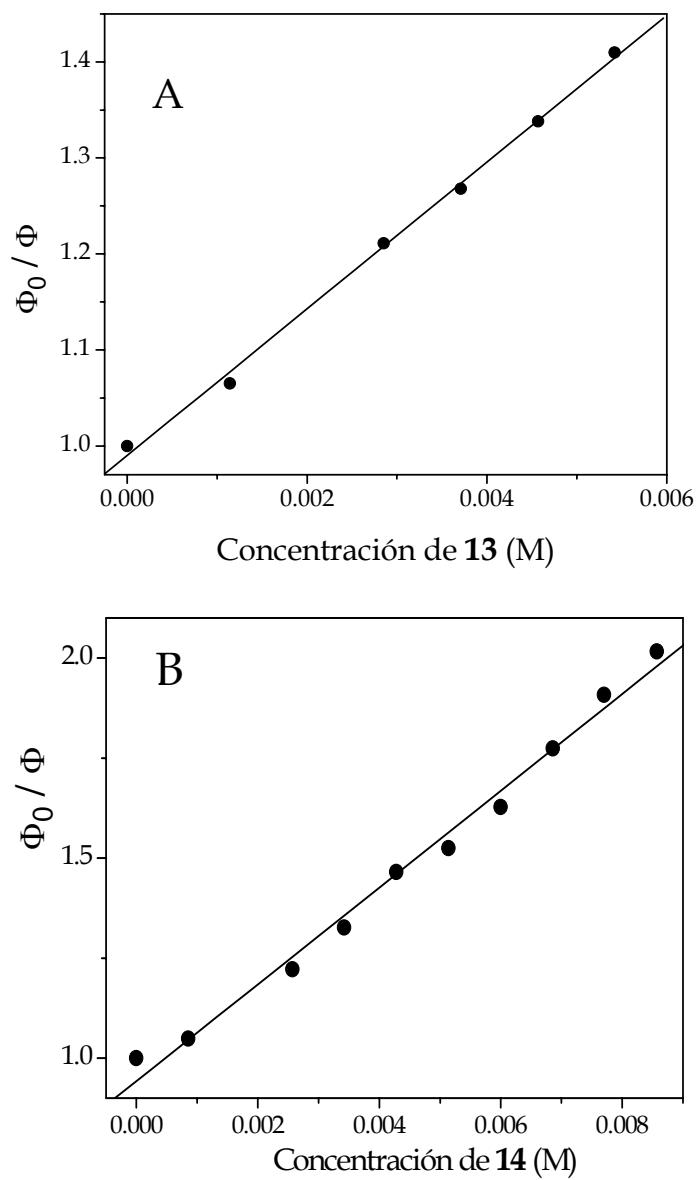 A
1.4
1.3
1.2
1.1
1.0
Φ0 / Φ
0.000 0.002 0.004 0.006
Concentración de 13 (M)
B
2.0
1.5
1.0
Φ0 / Φ
0.000 0.002 0.004 0.006 0.008
Concentración de 14 (M)